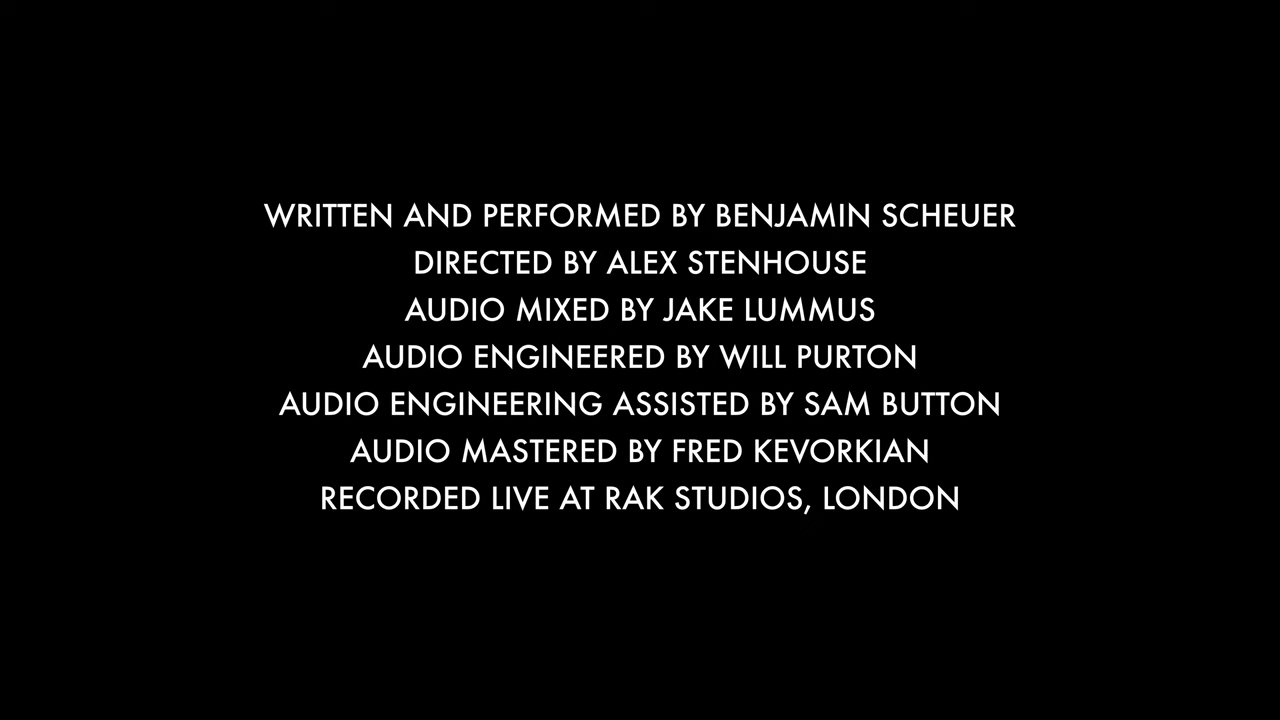 WRITTEN AND PERFORMED BY BENJAMIN SCHEUER
DIRECTED BY ALEX STENHOUSE
AUDIO MIXED BY JAKE LUMMUS
AUDIO ENGINEERED BY WILL PURTON
AUDIO ENGINEERING ASSISTED BY SAM BUTTON
AUDIO MASTERED BY FRED KEVORKIAN
RECORDED LIVE AT RAK STUDIOS, LONDON